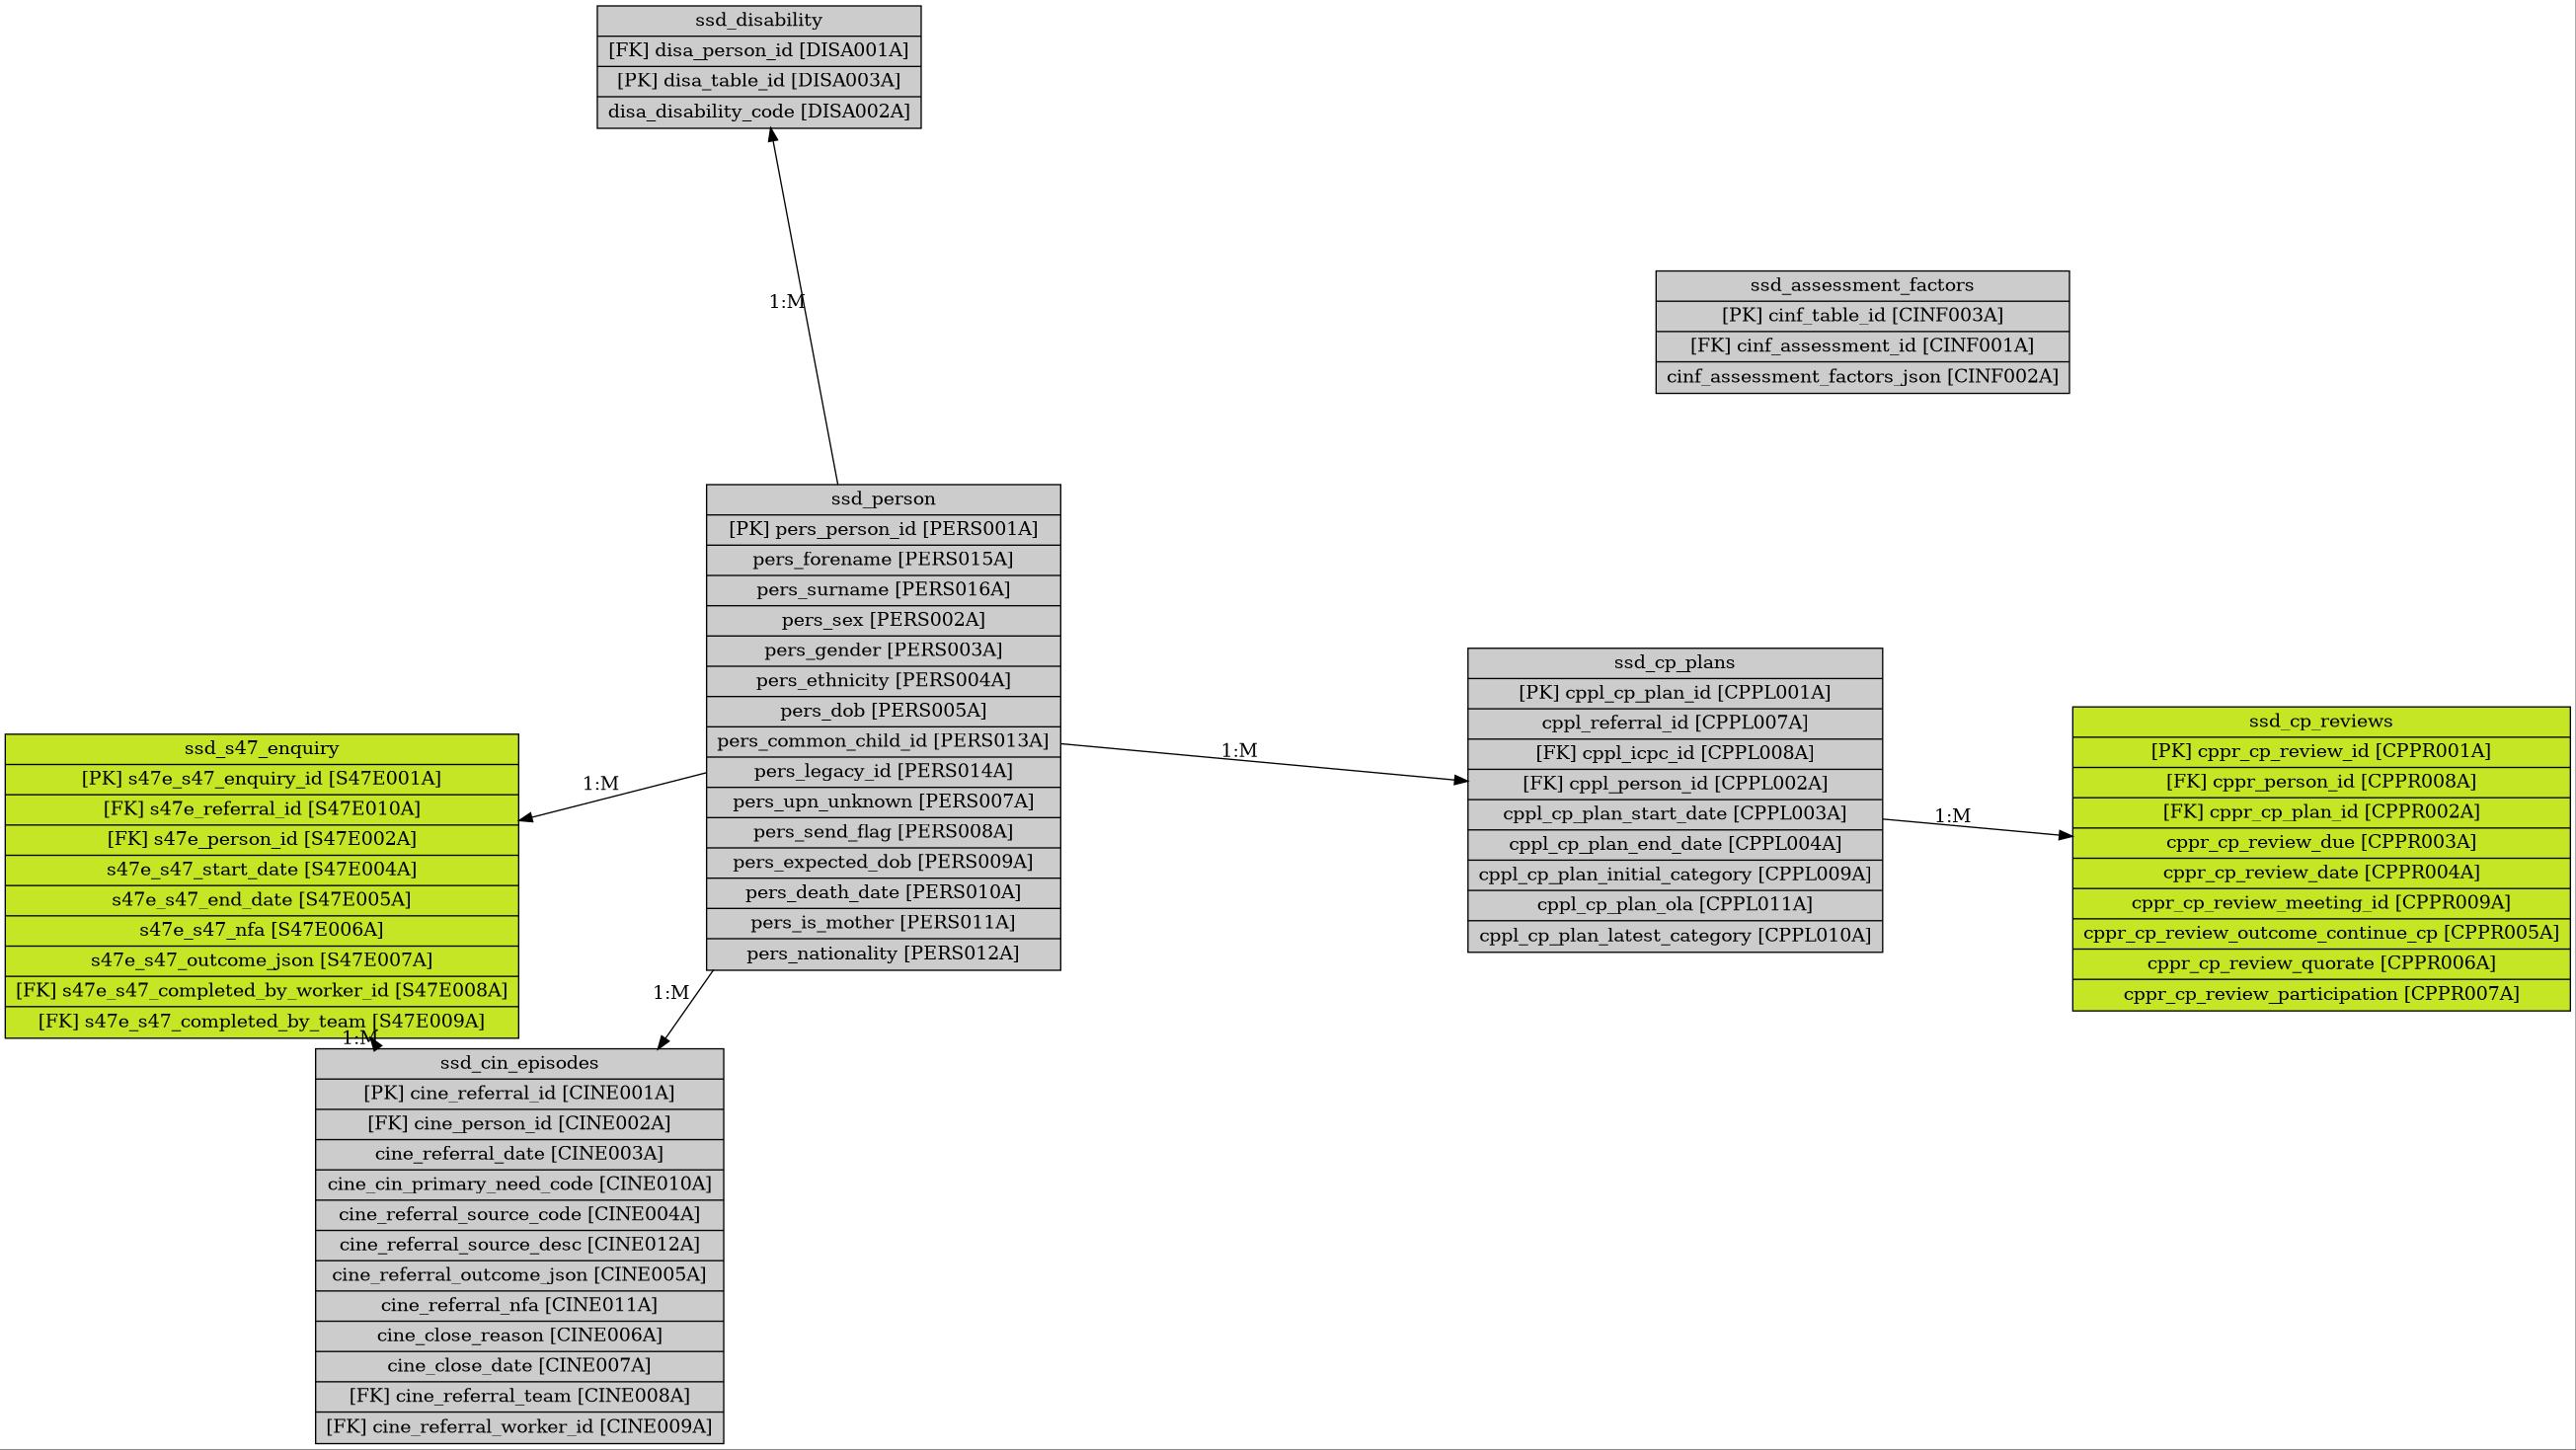 ssd_disability
[FK] disa_person_id [DISA001A]
[PK] disa_table_id [DISA003A]
disa_disability_code [DISA002A]
1:M
ssd_assessment_factors
[PK] cinf_table_id [CINF003A]
[FK] cinf_assessment_id [CINF001A]
cinf_assessment_factors_json [CINF002A]
ssd_person
[PK] pers_person_id [PERS001A]
pers_forename [PERS015A]
pers_surname [PERS016A]
pers_sex [PERS002A]
pers_gender [PERS003A]
pers_ethnicity [PERS004A]
pers_dob [PERS005A]
pers_common_child_id [PERS013A]
pers_legacy_id [PERS014A]
pers_upn_unknown [PERS007A]
pers_send_flag [PERS008A]
pers_expected_dob [PERS009A]
pers_death_date [PERS010A]
pers_is_mother [PERS011A]
pers_nationality [PERS012A]
1:M
ssd_cp_plans
[PK] cppl_cp_plan_id [CPPL001A]
cppl_referral_id [CPPL007A]
[FK] cppl_icpc_id [CPPL008A]
[FK] cppl_person_id [CPPL002A]
cppl_cp_plan_start_date [CPPL003A]
cppl_cp_plan_end_date [CPPL004A]
cppl_cp_plan_initial_category [CPPL009A]
cppl_cp_plan_ola [CPPL011A]
cppl_cp_plan_latest_category [CPPL010A]
1:M
ssd_cp_reviews
[PK] cppr_cp_review_id [CPPR001A]
[FK] cppr_person_id [CPPR008A]
[FK] cppr_cp_plan_id [CPPR002A]
cppr_cp_review_due [CPPR003A]
cppr_cp_review_date [CPPR004A]
cppr_cp_review_meeting_id [CPPR009A]
cppr_cp_review_outcome_continue_cp [CPPR005A]
cppr_cp_review_quorate [CPPR006A]
cppr_cp_review_participation [CPPR007A]
1:M
ssd_s47_enquiry
[PK] s47e_s47_enquiry_id [S47E001A]
[FK] s47e_referral_id [S47E010A]
[FK] s47e_person_id [S47E002A]
s47e_s47_start_date [S47E004A]
s47e_s47_end_date [S47E005A]
s47e_s47_nfa [S47E006A]
s47e_s47_outcome_json [S47E007A]
[FK] s47e_s47_completed_by_worker_id [S47E008A]
[FK] s47e_s47_completed_by_team [S47E009A]
1:M
1:M
ssd_cin_episodes
[PK] cine_referral_id [CINE001A]
[FK] cine_person_id [CINE002A]
cine_referral_date [CINE003A]
cine_cin_primary_need_code [CINE010A]
cine_referral_source_code [CINE004A]
cine_referral_source_desc [CINE012A]
cine_referral_outcome_json [CINE005A]
cine_referral_nfa [CINE011A]
cine_close_reason [CINE006A]
cine_close_date [CINE007A]
[FK] cine_referral_team [CINE008A]
[FK] cine_referral_worker_id [CINE009A]